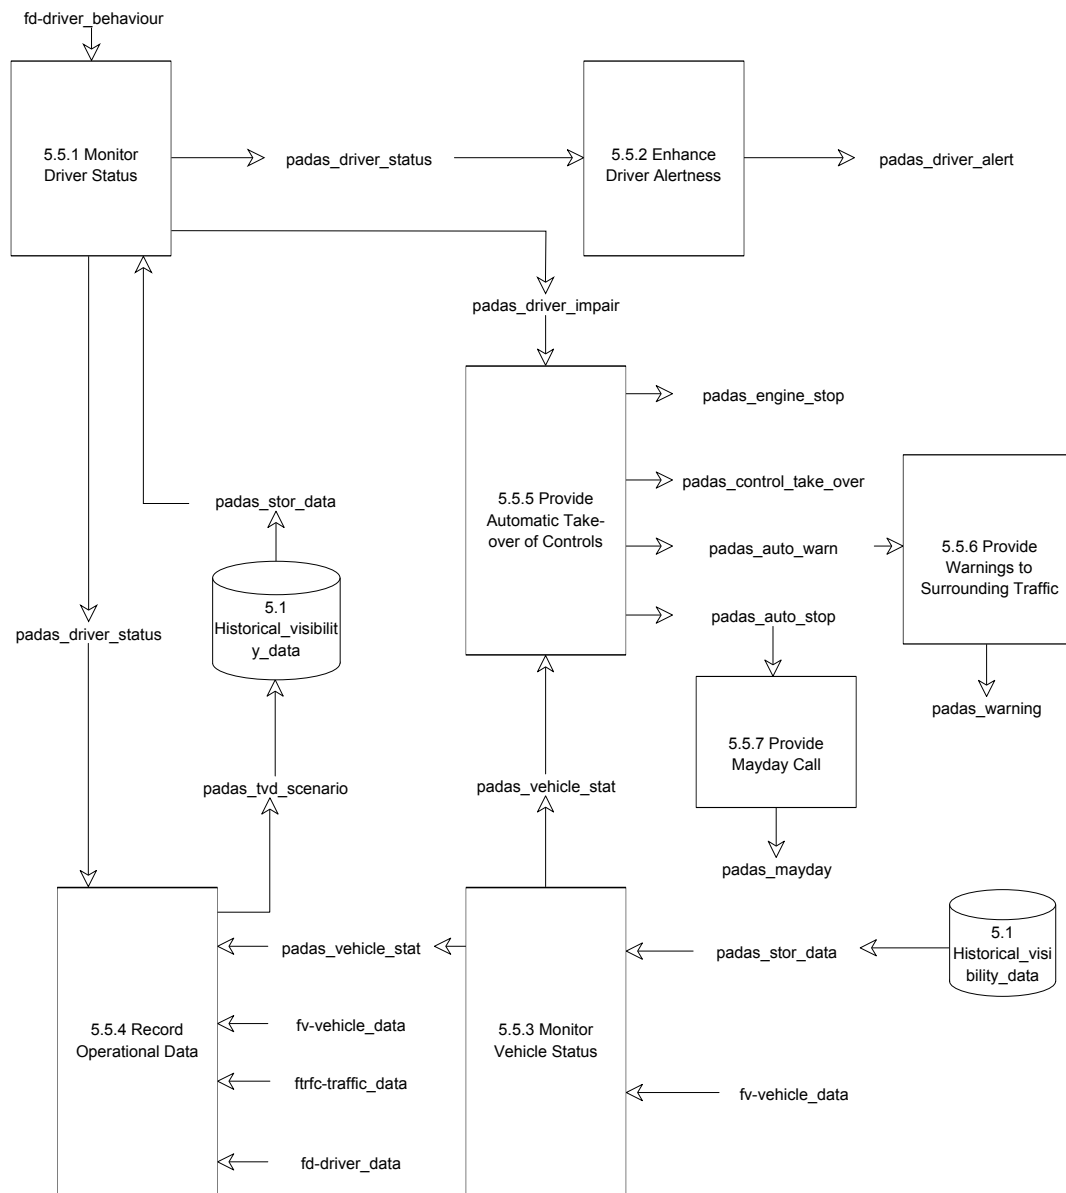 fd-driver_behaviour
5.5.1 Monitor
Driver Status
padas_driver_status
5.5.2 Enhance
Driver Alertness
padas_driver_alert
padas_driver_impair
padas_engine_stop
padas_control_take_over
padas_stor_data
5.5.5 Provide
Automatic Take-
over of Controls
padas_auto_warn
5.5.6 Provide
Warnings to
Surrounding Traffic
5.1
Historical_visibilit
y_data
padas_driver_status
padas_auto_stop
padas_warning
5.5.7 Provide
Mayday Call
padas_tvd_scenario
padas_vehicle_stat
padas_mayday
padas_vehicle_stat
padas_stor_data
5.1
Historical_visi
bility_data
5.5.4 Record
Operational Data
fv-vehicle_data
5.5.3 Monitor
Vehicle Status
ftrfc-traffic_data
fv-vehicle_data
fd-driver_data